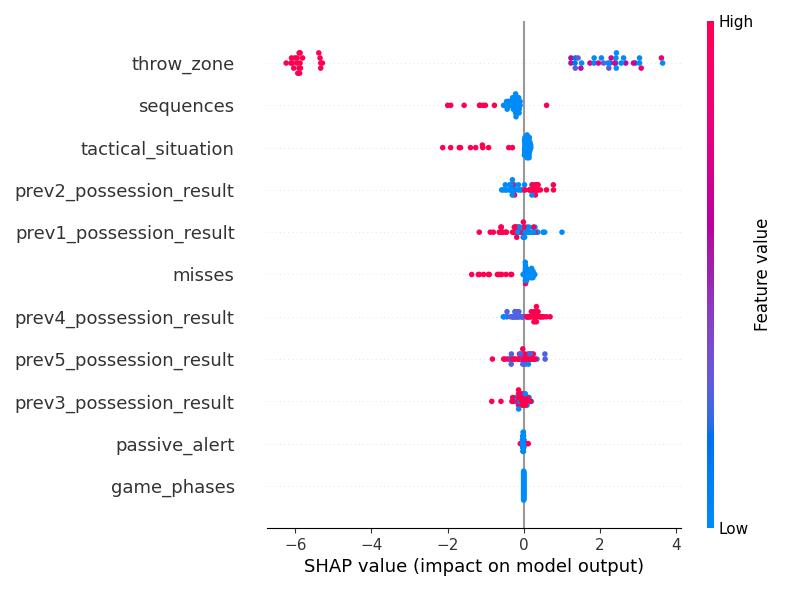 High
throw_zone
sequences
tactical_situation
prev2_possession_result
prev1_possession_result
misses
prev4_possession_result
prev5_possession_result
prev3_possession_result
passive_alert
game_phases
Feature value
Low
−6 −4 −2 0 2 4
SHAP value (impact on model output)